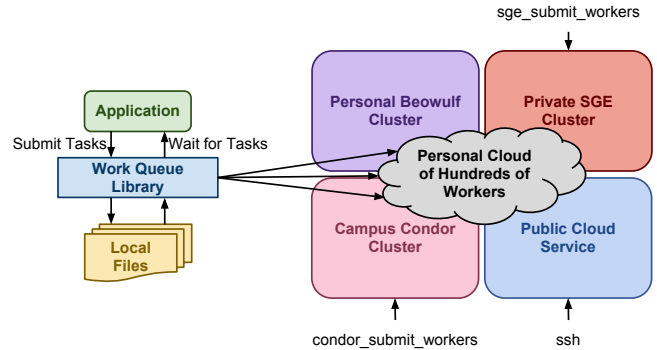 sge_submit_workers
Application
Submit Tasks
Wait for Tasks
Work Queue
Library
Local
Files
Personal Beowulf
Cluster
Private SGE
Cluster
Personal Cloud
of Hundreds of
Workers
Campus Condor
Cluster
Public Cloud
Service
condor_submit_workers
ssh